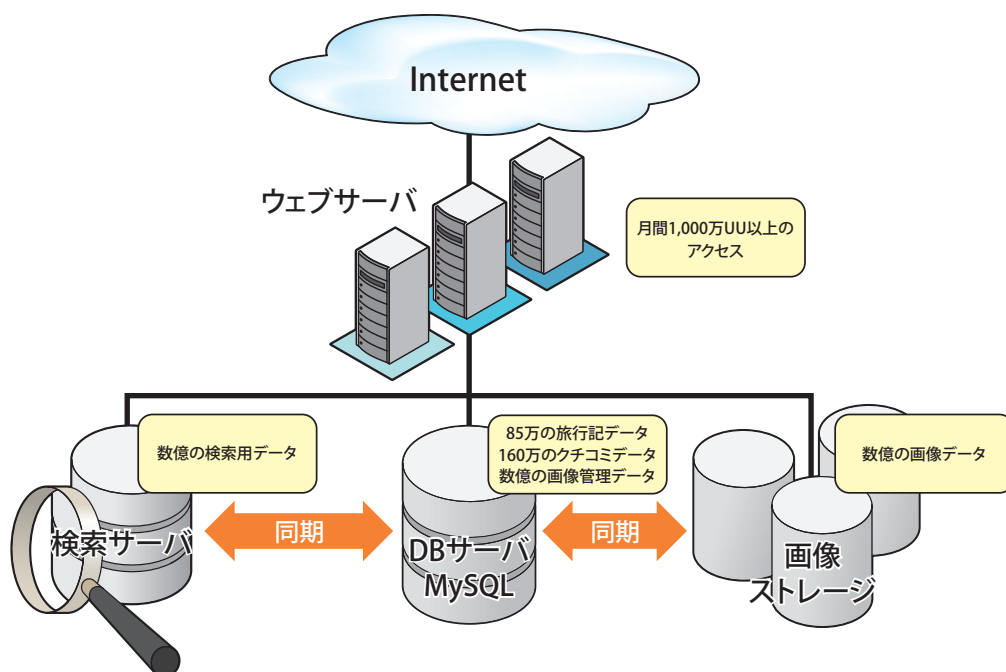 Internet
ウェブサーバ
月間1,000万UU以上の
アクセス
数億の検索用データ
85万の旅行記データ
160万のクチコミデータ
数億の画像管理データ
数億の画像データ
検索サーバ
同期
DBサーバ
MySQL
同期
画像
ストレージ